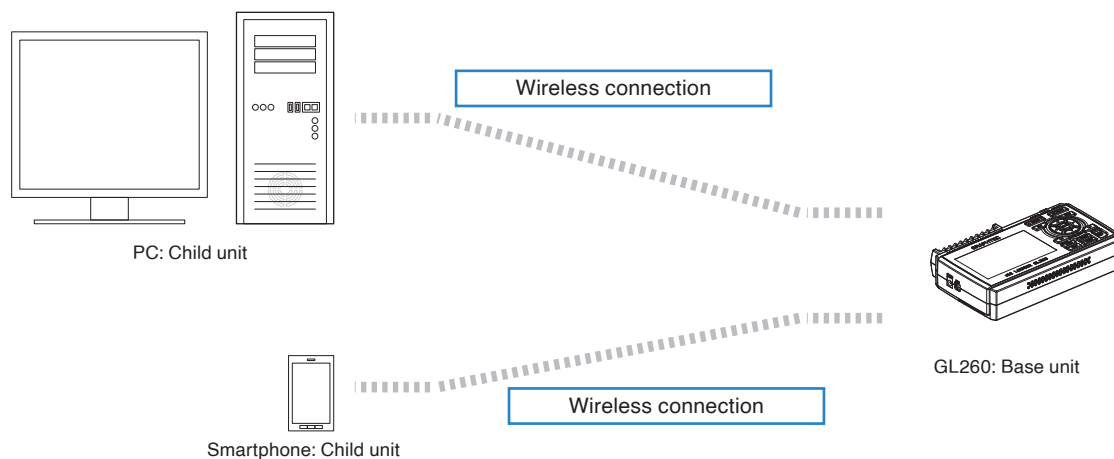 Wireless connection
PC: Child unit
GL260: Base unit
Wireless connection
Smartphone: Child unit